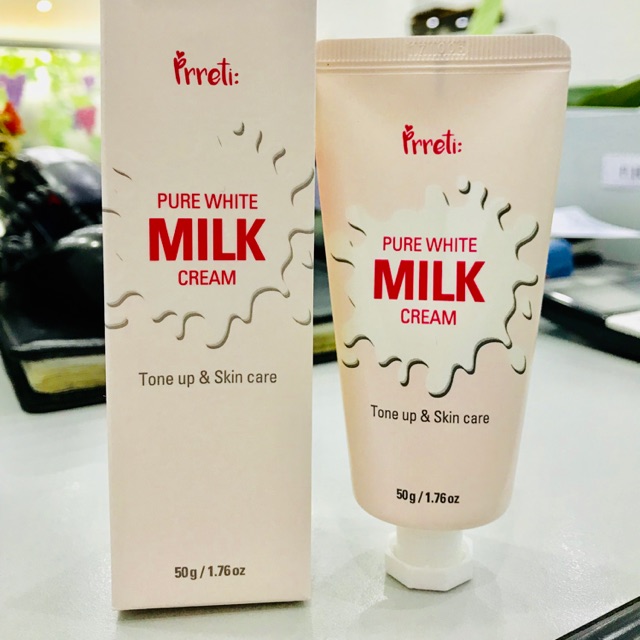 Prreti:
PURE WHITE
MILK
CREAM
Tone up & Skin care
50g / 1.76oz
Prreti:
PURE WHITE
MILK
CREAM
Tone up & Skin care
50g / 1.76oz